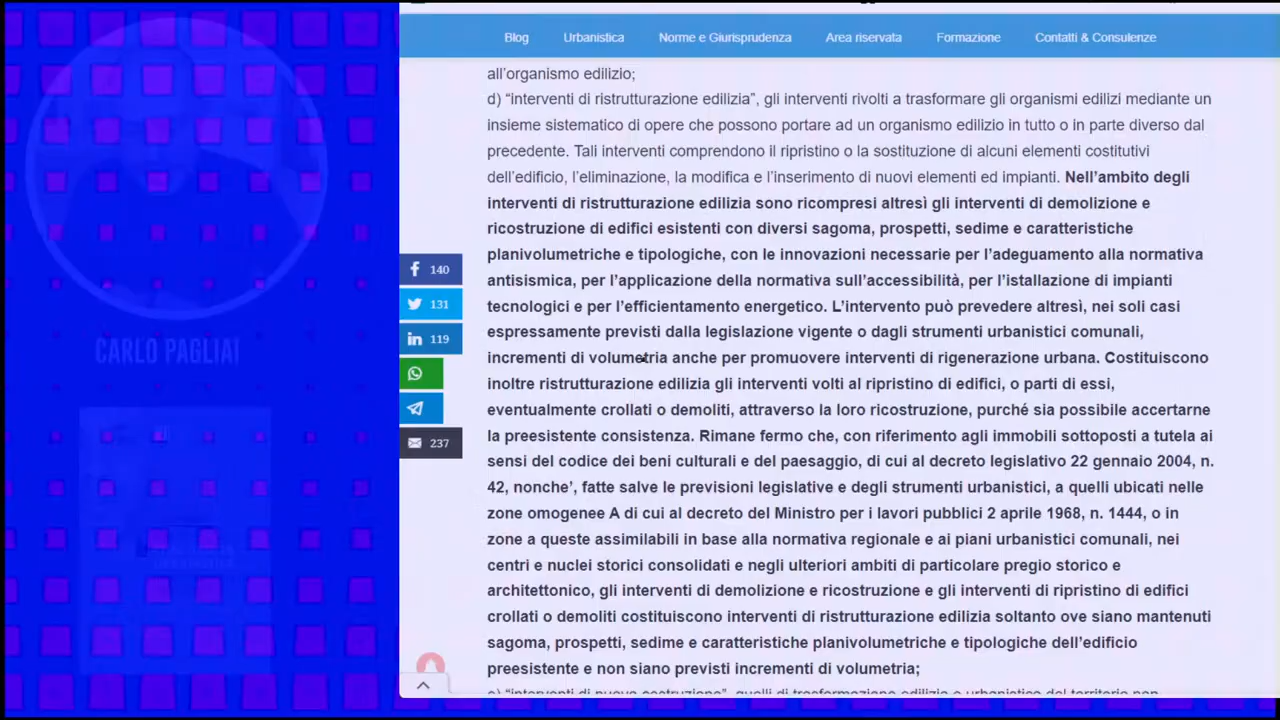 Blog Urbanistica Norme e Giurisprudenza Area riservata Formazione Contatti & Consulenze
all’organismo edilizio;
d) “interventi di ristrutturazione edilizia”, gli interventi rivolti a trasformare gli organismi edilizi mediante un
insieme sistematico di opere che possono portare ad un organismo edilizio in tutto o in parte diverso dal
precedente. Tali interventi comprendono il ripristino o la sostituzione di alcuni elementi costitutivi
dell’edificio, l’eliminazione, la modifica e l’inserimento di nuovi elementi ed impianti. Nell’ambito degli
interventi di ristrutturazione edilizia sono ricompresi altresì gli interventi di demolizione e
ricostruzione di edifici esistenti con diversi sagoma, prospetti, sedime e caratteristiche
planivolumetriche e tipologiche, con le innovazioni necessarie per l’adeguamento alla normativa
antisismica, per l’applicazione della normativa sull’accessibilità, per l’istallazione di impianti
tecnologici e per l’efficientamento energetico. L’intervento può prevedere altresì, nei soli casi
espressamente previsti dalla legislazione vigente o dagli strumenti urbanistici comunali,
incrementi di volumetria anche per promuovere interventi di rigenerazione urbana. Costituiscono
inoltre ristrutturazione edilizia gli interventi volti al ripristino di edifici, o parti di essi,
eventualmente crollati o demoliti, attraverso la loro ricostruzione, purché sia possibile accertarne
la preesistente consistenza. Rimane fermo che, con riferimento agli immobili sottoposti a tutela ai
sensi del codice dei beni culturali e del paesaggio, di cui al decreto legislativo 22 gennaio 2004, n.
42, nonche’, fatte salve le previsioni legislative e degli strumenti urbanistici, a quelli ubicati nelle
zone omogenee A di cui al decreto del Ministro per i lavori pubblici 2 aprile 1968, n. 1444, o in
zone a queste assimilabili in base alla normativa regionale e ai piani urbanistici comunali, nei
centri e nuclei storici consolidati e negli ulteriori ambiti di particolare pregio storico e
architettonico, gli interventi di demolizione e ricostruzione e gli interventi di ripristino di edifici
crollati o demoliti costituiscono interventi di ristrutturazione edilizia soltanto ove siano mantenuti
sagoma, prospetti, sedime e caratteristiche planivolumetriche e tipologiche dell’edificio
preesistente e non siano previsti incrementi di volumetria;
e) “interventi di nuova costruzione”, quelli di trasformazione edilizia e urbanistica del territorio non
140
131
119
237
CARLO PAGLIAI